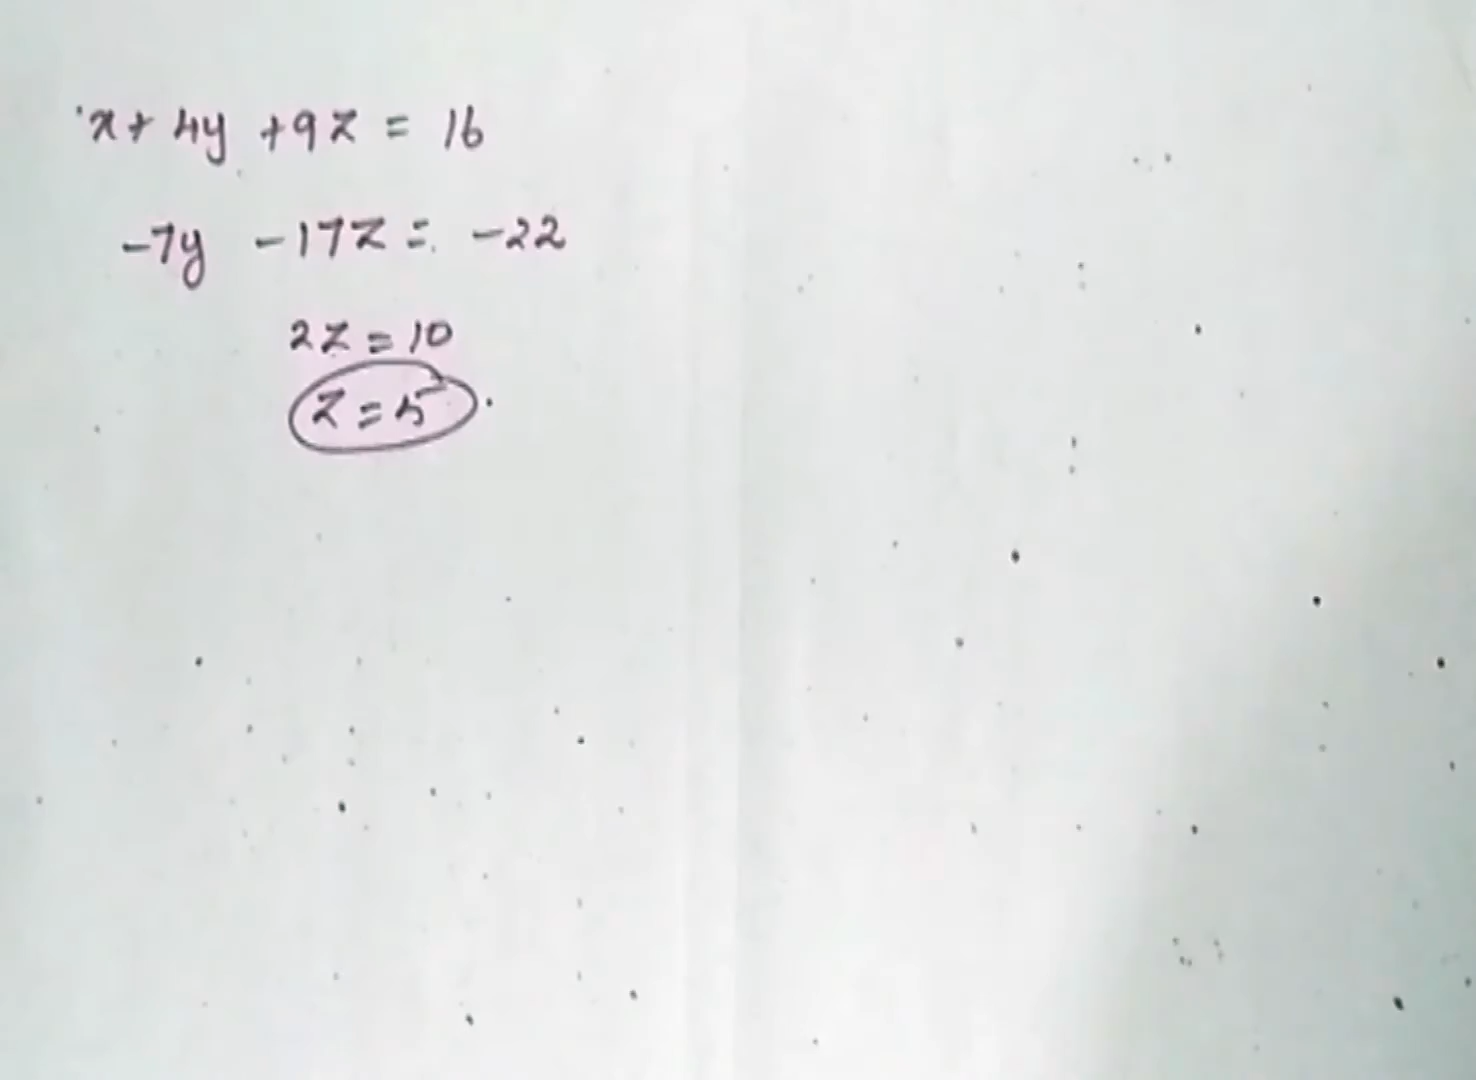 x + 4y + 9z = 16
-7y - 17z = -22
2z = 10
z = 5